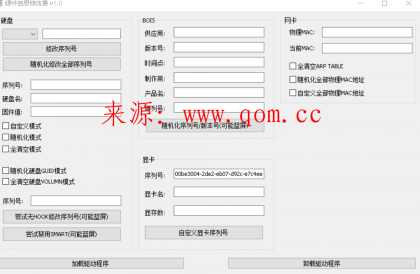 硬件信息修改器 v1.0
硬盘
修改序列号
随机化修改全部序列号
序列号:
硬盘名:
固件值:
自定义模式
随机化模式
全清空模式
随机化硬盘GUID模式
全清空硬盘VOLUMN模式
序列号:
尝试无HOOK修改序列号(可能蓝屏)
尝试禁用SMART(可能蓝屏)
BOIS
供应商:
版本号:
时间点:
制作商:
产品名:
序列号:
随机化序列号/版本号(可能蓝屏)
显卡
序列号:
00be3004-2de2-eb07-d92c-e7c4ee
显卡名:
显存数:
自定义显卡序列号
网卡
物理MAC:
当前MAC:
全清空ARP TABLE
随机化全部物理MAC地址
自定义全部物理MAC地址
来源：www.qom.cc
加载驱动程序
卸载驱动程序